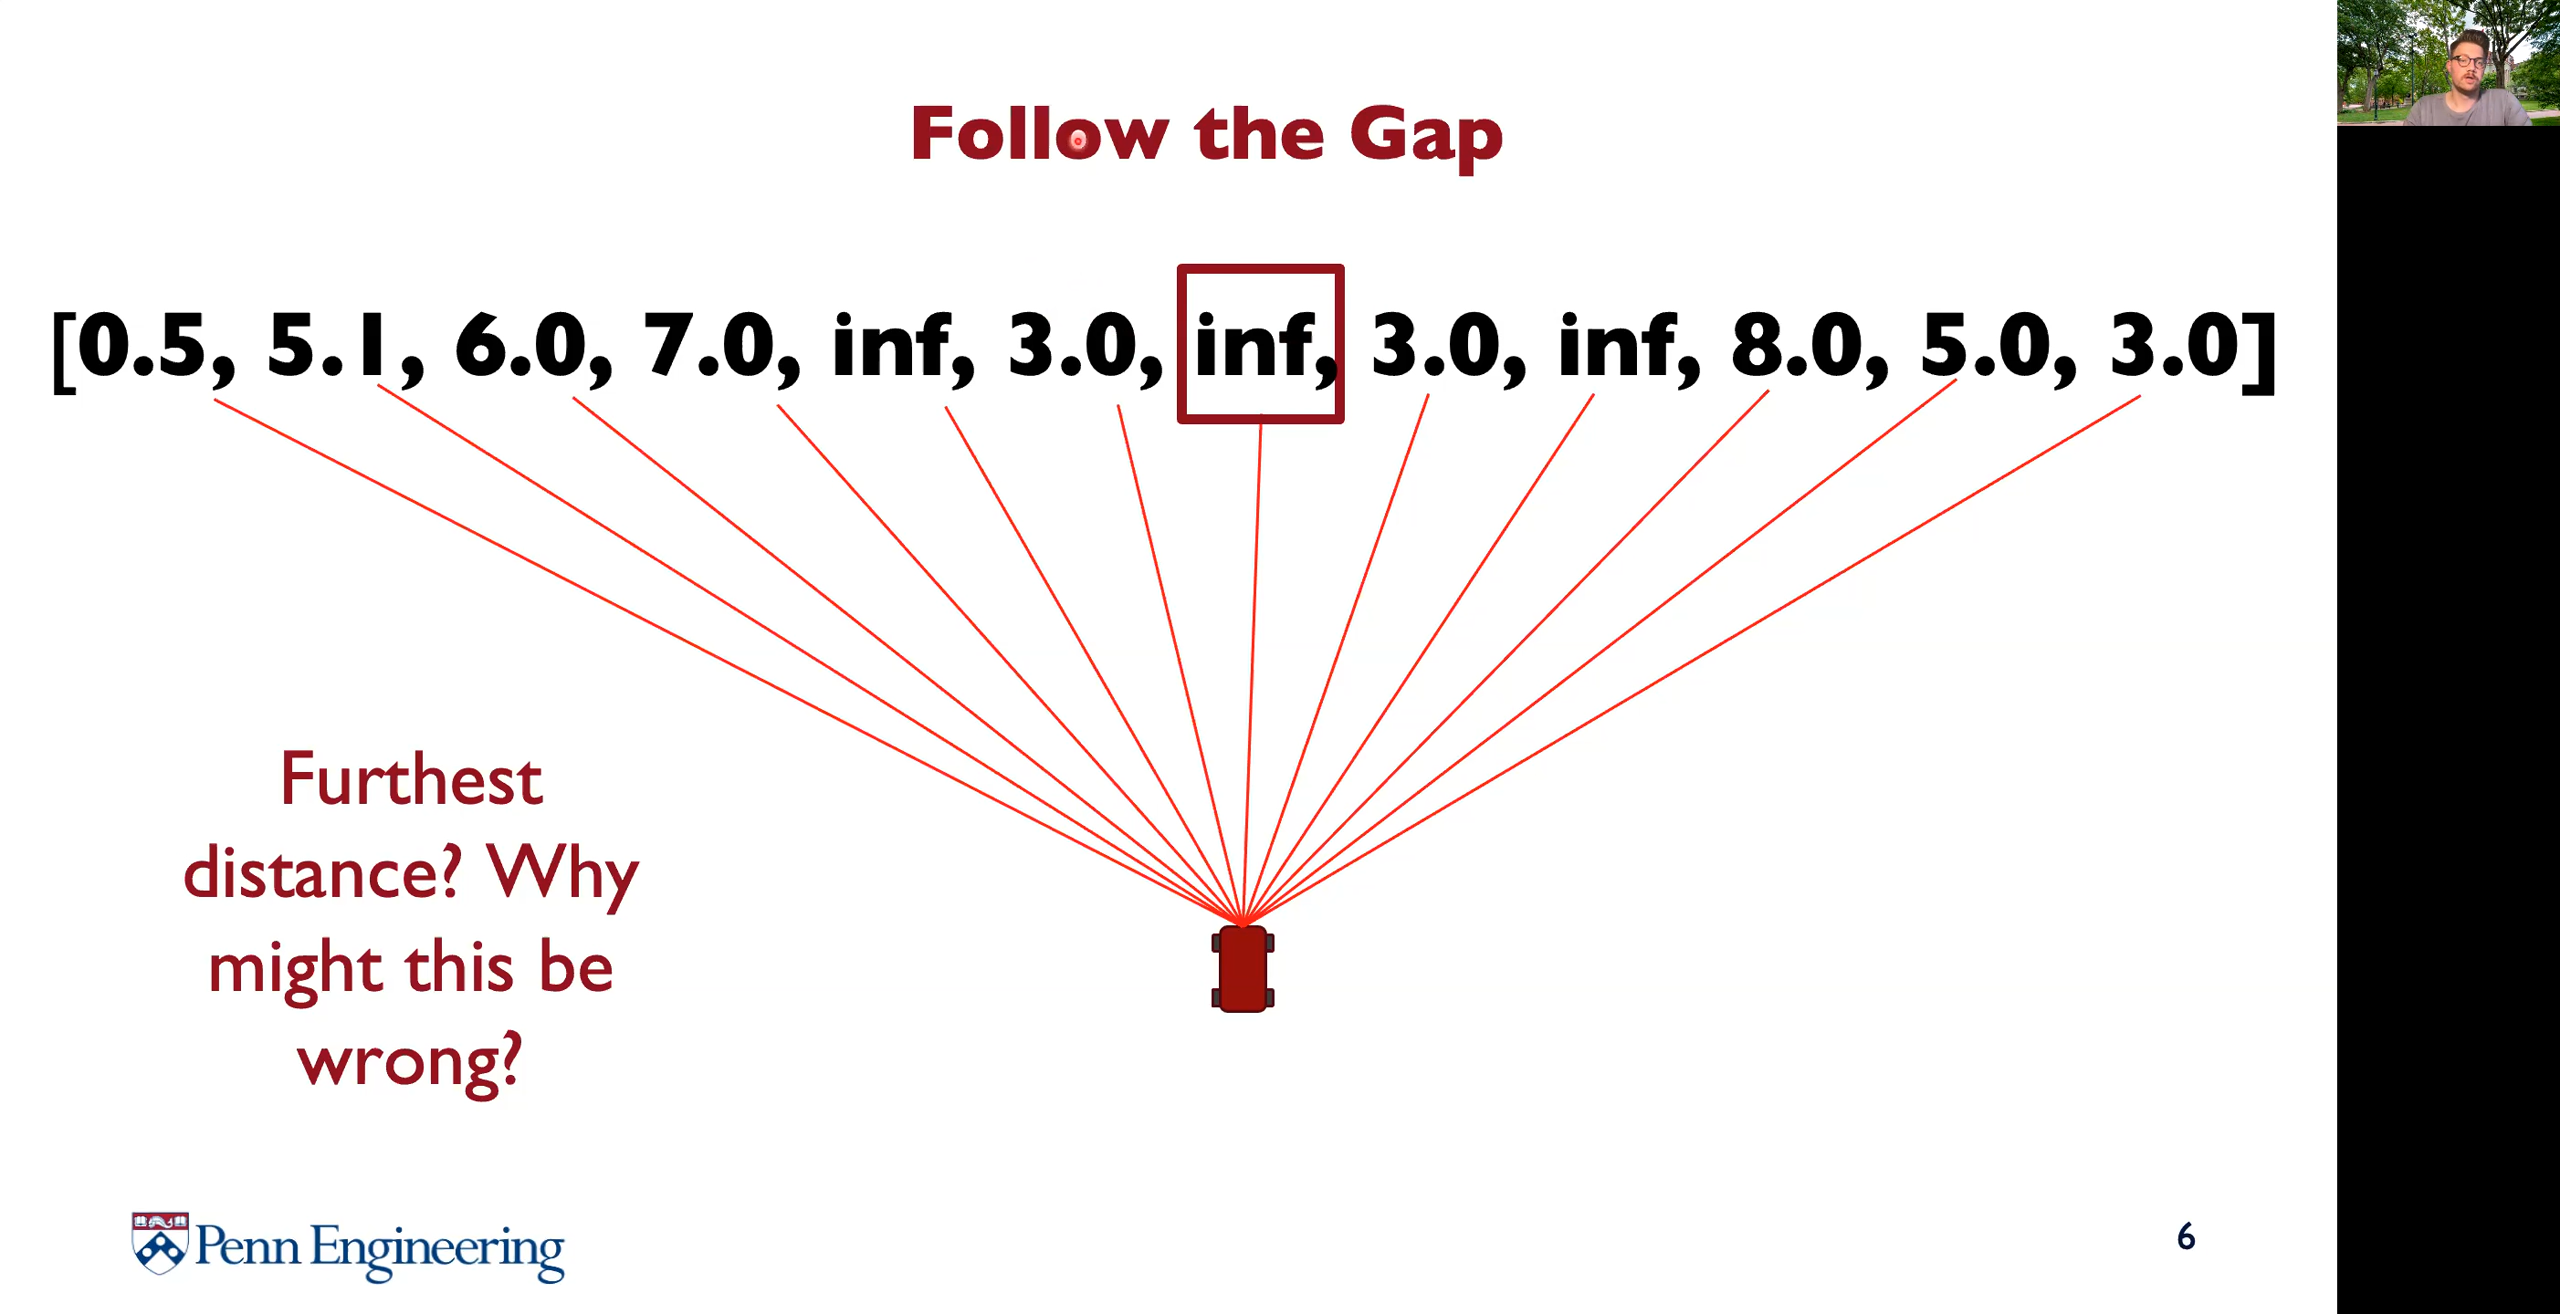 Follow the Gap
[0.5, 5.1, 6.0, 7.0, inf, 3.0, inf, 3.0, inf, 8.0, 5.0, 3.0]
Furthest
distance? Why
might this be
wrong?
Penn Engineering
6